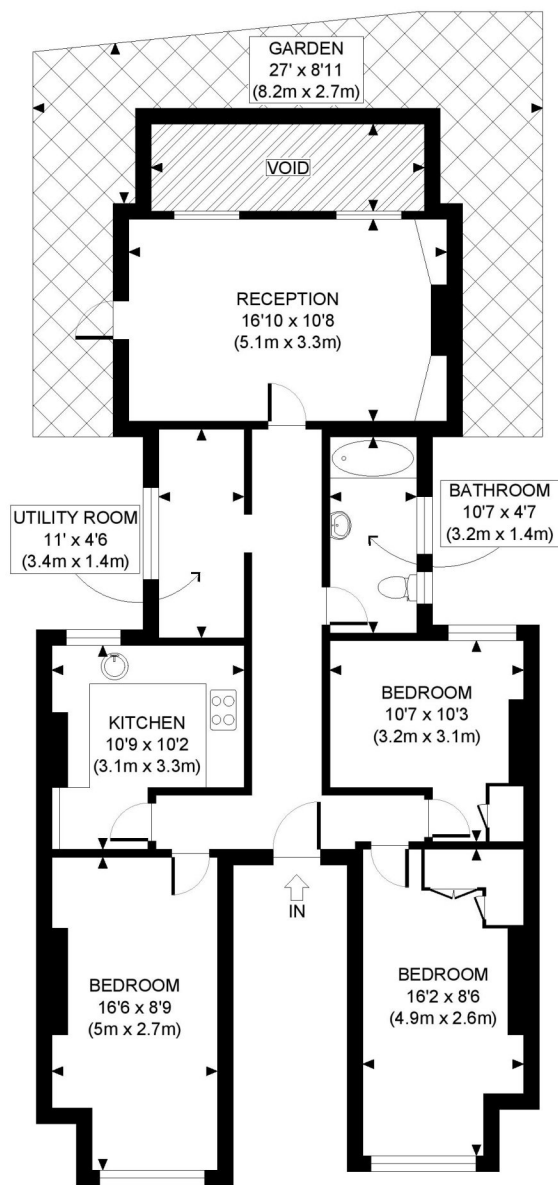 GARDEN
27' x 8'11
(8.2m x 2.7m)
VOID
RECEPTION
16'10 x 10'8
(5.1m x 3.3m)
UTILITY ROOM
11' x 4'6
(3.4m x 1.4m)
BATHROOM
10'7 x 4'7
(3.2m x 1.4m)
KITCHEN
10'9 x 10'2
(3.1m x 3.3m)
BEDROOM
10'7 x 10'3
(3.2m x 3.1m)
IN
BEDROOM
16'6 x 8'9
(5m x 2.7m)
BEDROOM
16'2 x 8'6
(4.9m x 2.6m)